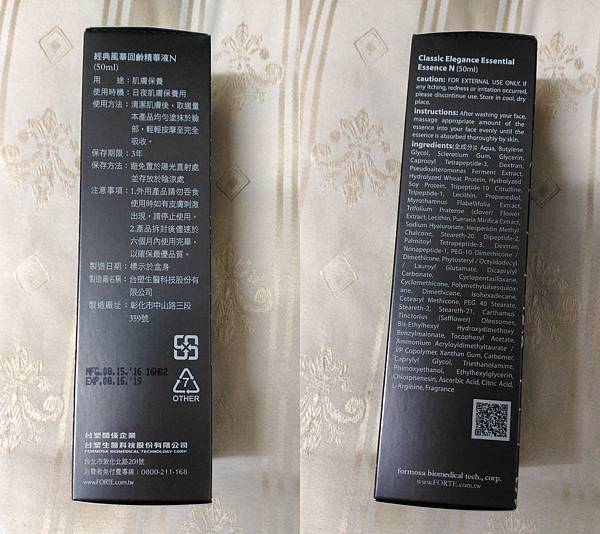 經典風華回齡精華液N
(50ml)
用　　途：肌膚保養
使用時機：日夜肌膚保養用
使用方法：清潔肌膚後，取適量
本產品均勻塗抹於臉
部，輕輕按摩至完全
吸收。
保存期限：3年
保存方法：避免置於陽光直射處
並存放於陰涼處
注意事項：1.外用產品請勿吞食
使用時如有皮膚刺激
出現，請停止使用。
2.產品拆封後儘速於
六個月內使用完畢，
以確保最優品質。
製造日期：標示於盒身
製造廠名稱：台塑生醫科技股份有
限公司
製造廠址：彰化市中山路三段
359號
MFG.08.15.'16 16H02
EXP.08.15.'19
7
OTHER
台塑關係企業
台塑生醫科技股份有限公司
FORMOSA BIOMEDICAL TECHNOLOGY CORP.
台北市敦化北路201號
消費者免付費專線：0800-211-168
www.FORTE.com.tw
Classic Elegance Essential
Essence N (50ml)
caution: FOR EXTERNAL USE ONLY. If
any itching, redness or irritation occurred,
please discontinue use. Store in cool, dry
place.
instructions: After washing your face,
massage appropriate amount of the
essence into your face evenly until the
essence is absorbed thoroughly.
ingredients(全成分): Aqua, Butylene
Glycol, Sclerotium Gum, Glycerin,
Caprooyl Tetrapeptide-3, Dextran,
Pseudoalteromonas Ferment Extract,
Hydrolyzed Wheat Protein, Hydrolyzed
Soy Protein, Tripeptide-10 Citrulline,
Tripeptide-1, Lecithin, Propanediol,
Myrothamnus Flabellifolia Extract,
Trifolium Pratense (clover) Flower
Extract, Lecithin, Pueraria Mirifica Extract,
Sodium Hyaluronate, Hesperidin Methyl
Chalcone, Steareth-20, Dipeptide-2,
Palmitoyl Tetrapeptide-3, Dextran,
Nonapeptide-1, PEG-10 Dimethicone /
Dimethicone, Phytosteryl / Octyldodecyl
/ Lauroyl Glutamate, Dicaprylyl
Carbonate, Cyclopentasiloxane,
Cyclomethicone, Polymethylsilsesquiox-
ane, Dimethicone, Isohexadecane,
Cetearyl Methicone, PEG 40 Stearate,
Steareth-2, Steareth-21, Carthamus
Tinctorius (Safflower) Oleosomes,
Bis-Ethylhexyl Hydroxydimethoxy
Benzylmalonate, Tocopheryl Acetate,
Ammonium Acryloyldimethyltaurate /
VP Copolymer, Xanthan Gum, Carbomer,
Caprylyl Glycol, Triethanolamine,
Phenoxyethanol, Ethylhexylglycerin,
Chlorphenesin, Ascorbic Acid, Citric Acid,
L-Arginine, Fragrance
formosa biomedical tech., corp.
www.FORTE.com.tw